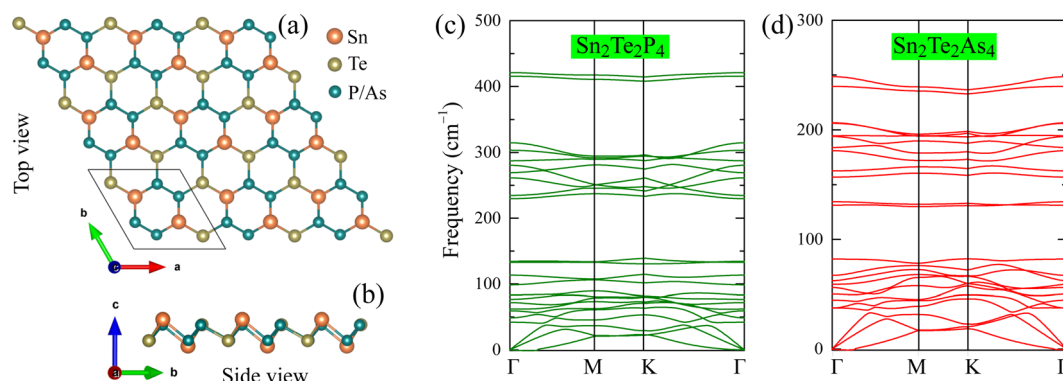 (a)
Sn
Te
P/As
Top view
b
a
c
(b)
c
a
b
Side view
(c)
Sn₂Te₂P₄
Frequency (cm⁻¹)
500
400
300
200
100
0
Γ M K Γ
(d)
Sn₂Te₂As₄
300
200
100
0
Γ M K Γ